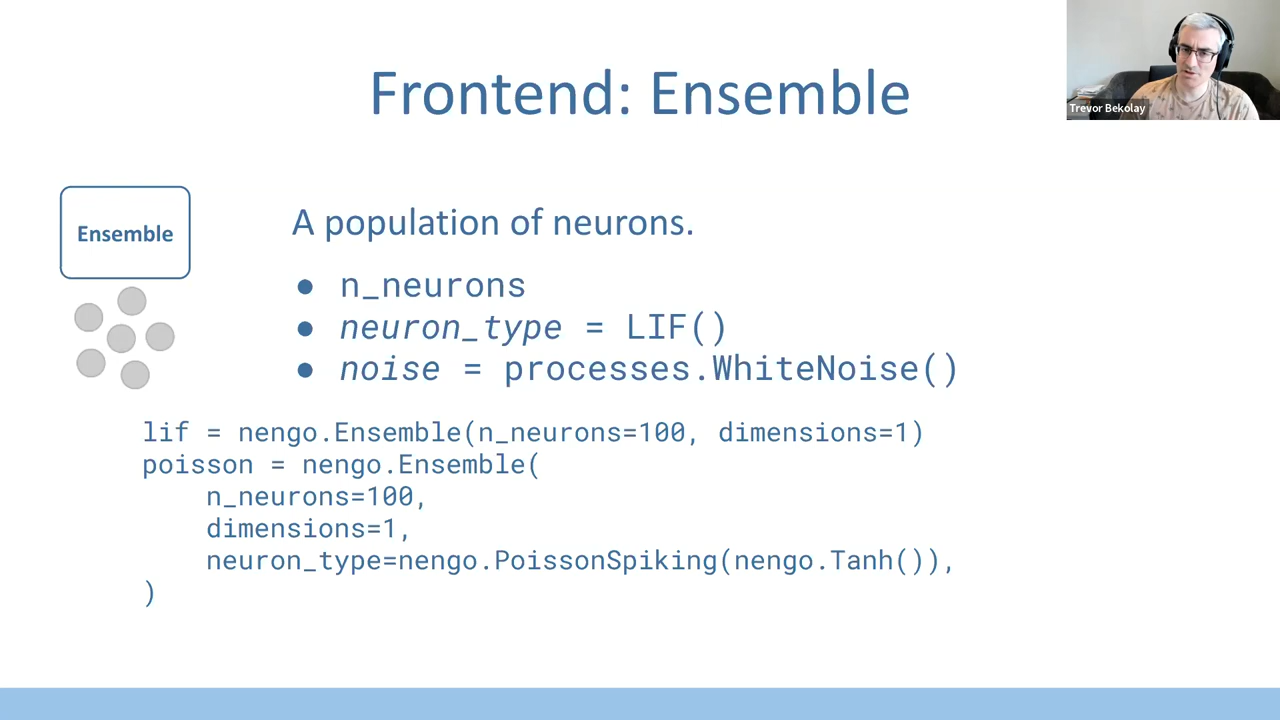 Frontend: Ensemble
Trevor Bekolay
Ensemble
A population of neurons.
● n_neurons
● neuron_type = LIF()
● noise = processes.WhiteNoise()
lif = nengo.Ensemble(n_neurons=100, dimensions=1)
poisson = nengo.Ensemble(
    n_neurons=100,
    dimensions=1,
    neuron_type=nengo.PoissonSpiking(nengo.Tanh()),
)